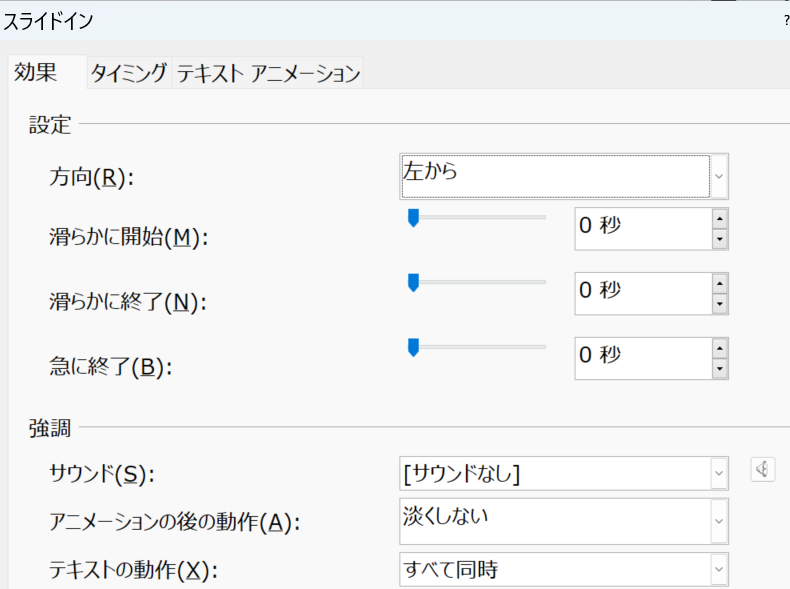 スライドイン ?
効果 タイミング テキスト アニメーション
設定
方向(R): 左から
滑らかに開始(M): 0 秒
滑らかに終了(N): 0 秒
急に終了(B): 0 秒
強調
サウンド(S): [サウンドなし]
アニメーションの後の動作(A): 淡くしない
テキストの動作(X): すべて同時